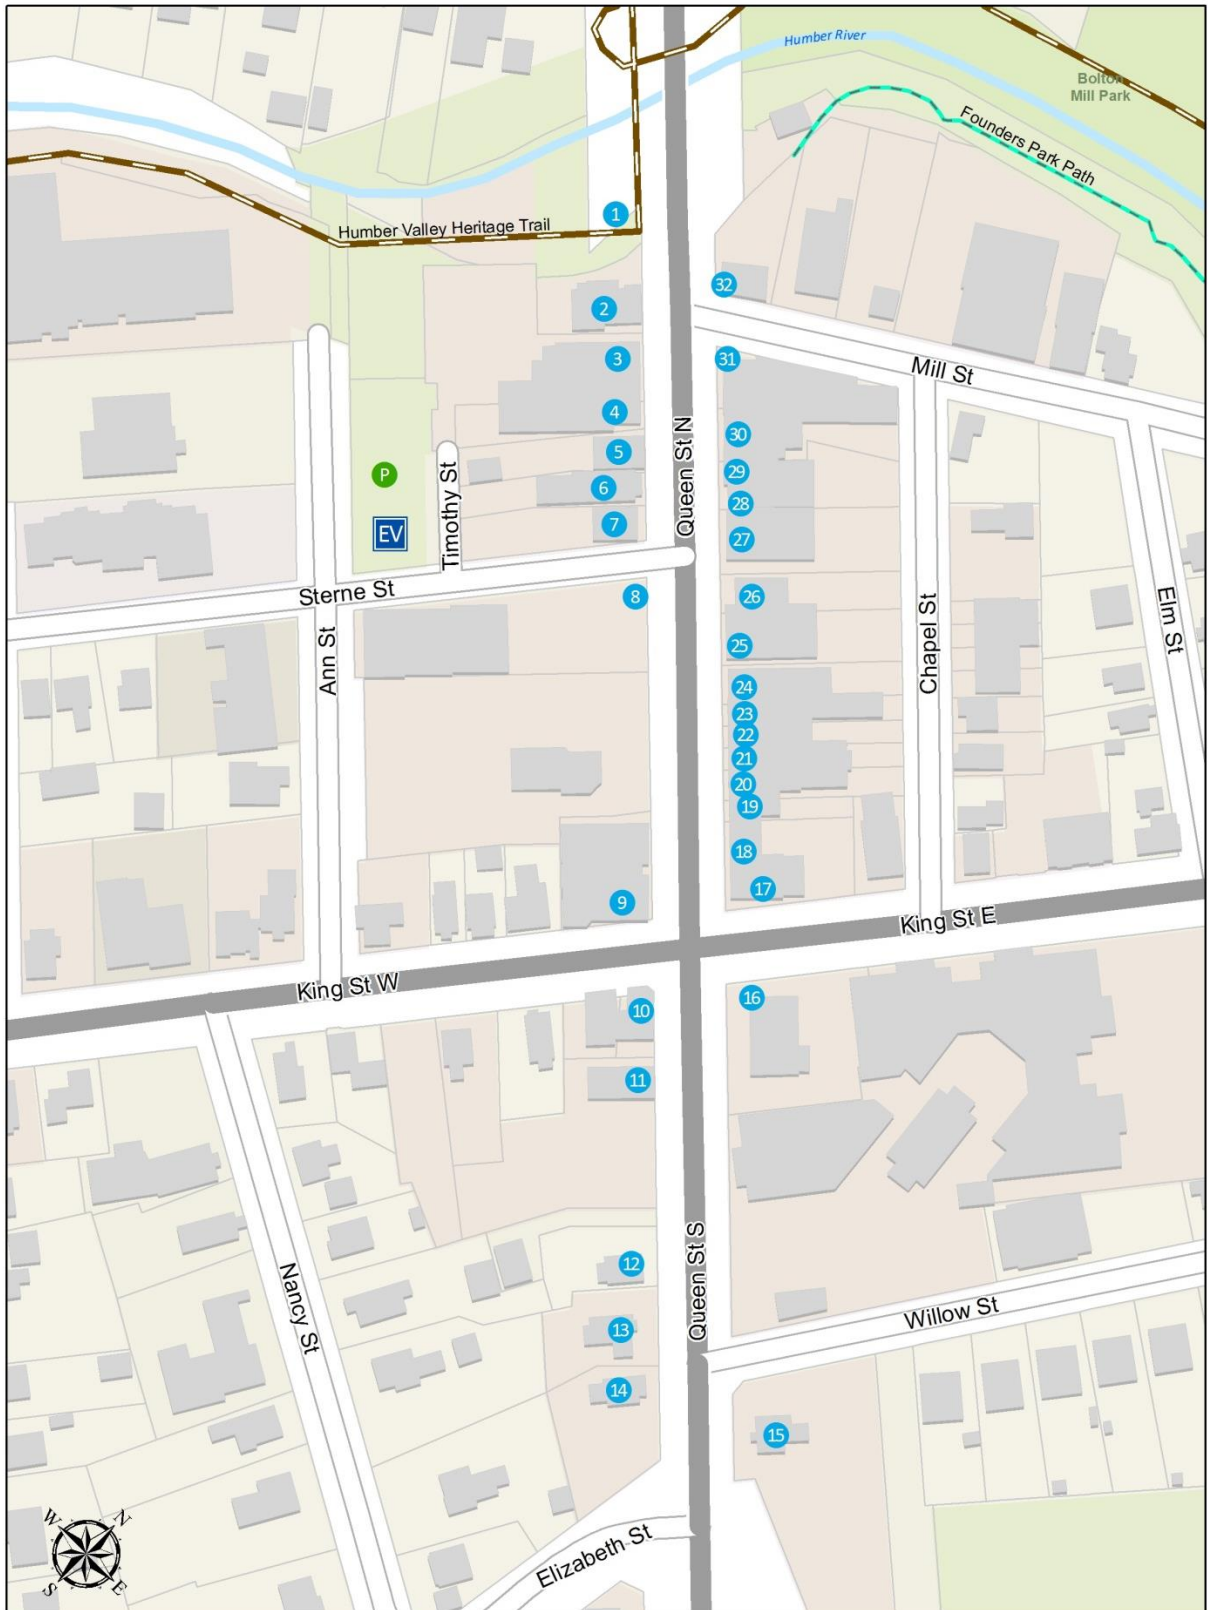 Humber River
Bolton
Mill Park
Founders Park Path
1
Humber Valley Heritage Trail
32
2
3
31
Mill St
4
30
5
P
29
6
28
EV
Timothy St
Queen St N
7
27
Sterne St
8
26
Elm St
Ann St
Chapel St
25
24
23
22
21
20
19
18
17
9
King St E
King St W
16
10
11
12
Nancy St
Queen St S
Willow St
13
14
15
Elizabeth St
W
N
S
E